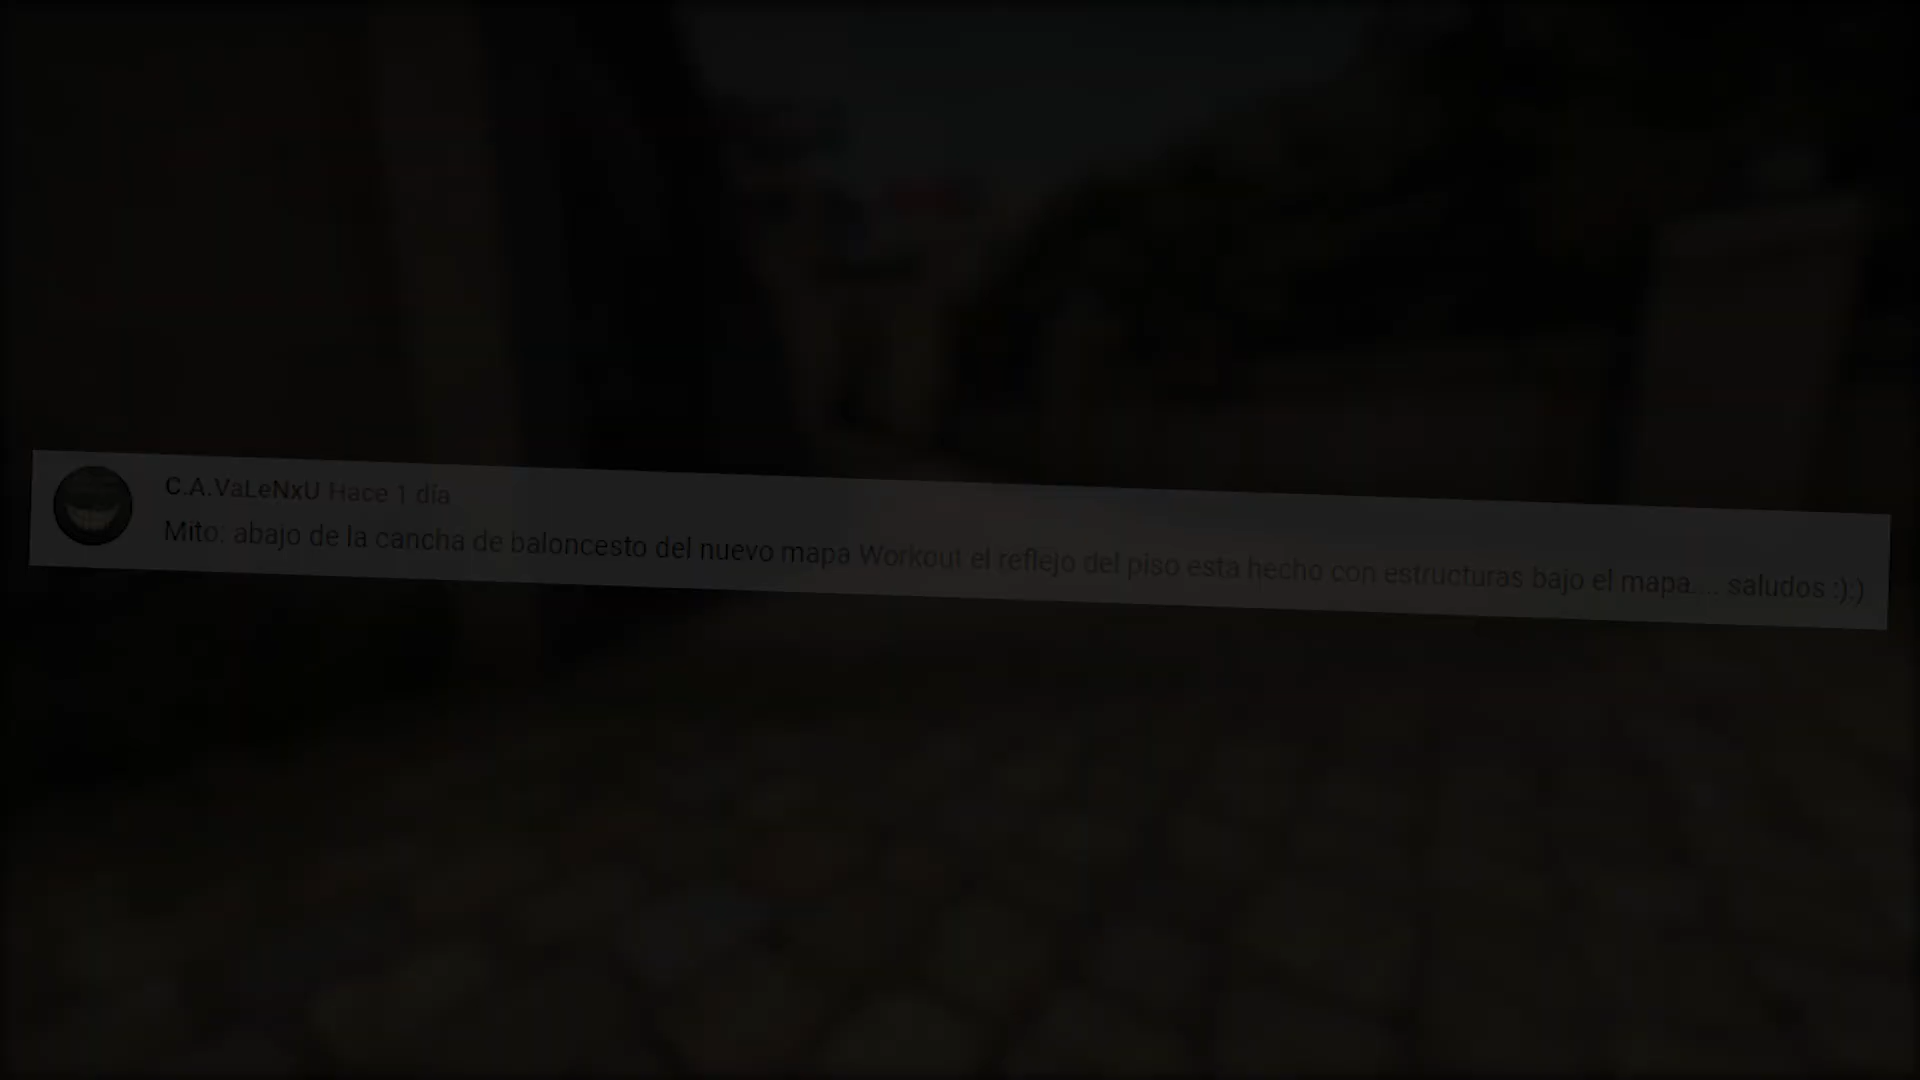 C.A.VaLeNxU Hace 1 día
Mito: abajo de la cancha de baloncesto del nuevo mapa Workout el reflejo del piso esta hecho con estructuras bajo el mapa.... saludos :):)